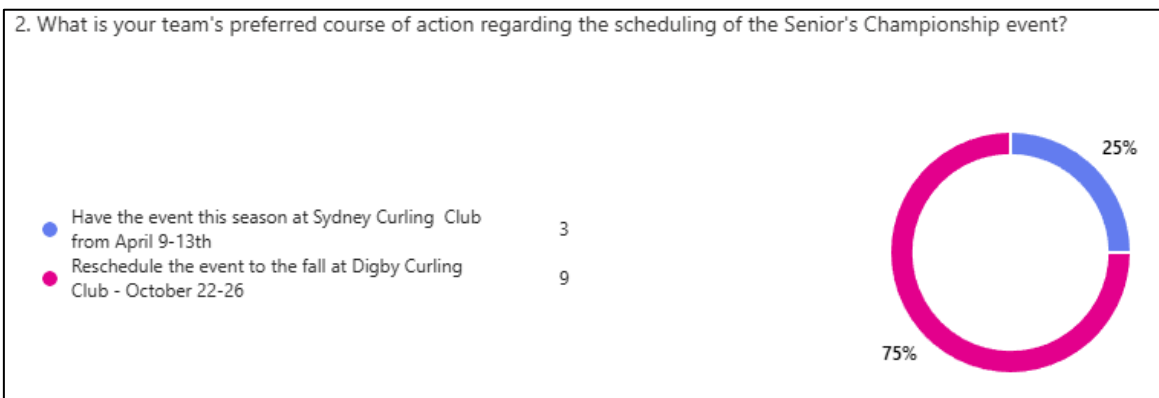 2. What is your team's preferred course of action regarding the scheduling of the Senior's Championship event?
25%
Have the event this season at Sydney Curling Club
from April 9-13th
3
Reschedule the event to the fall at Digby Curling
Club - October 22-26
9
75%